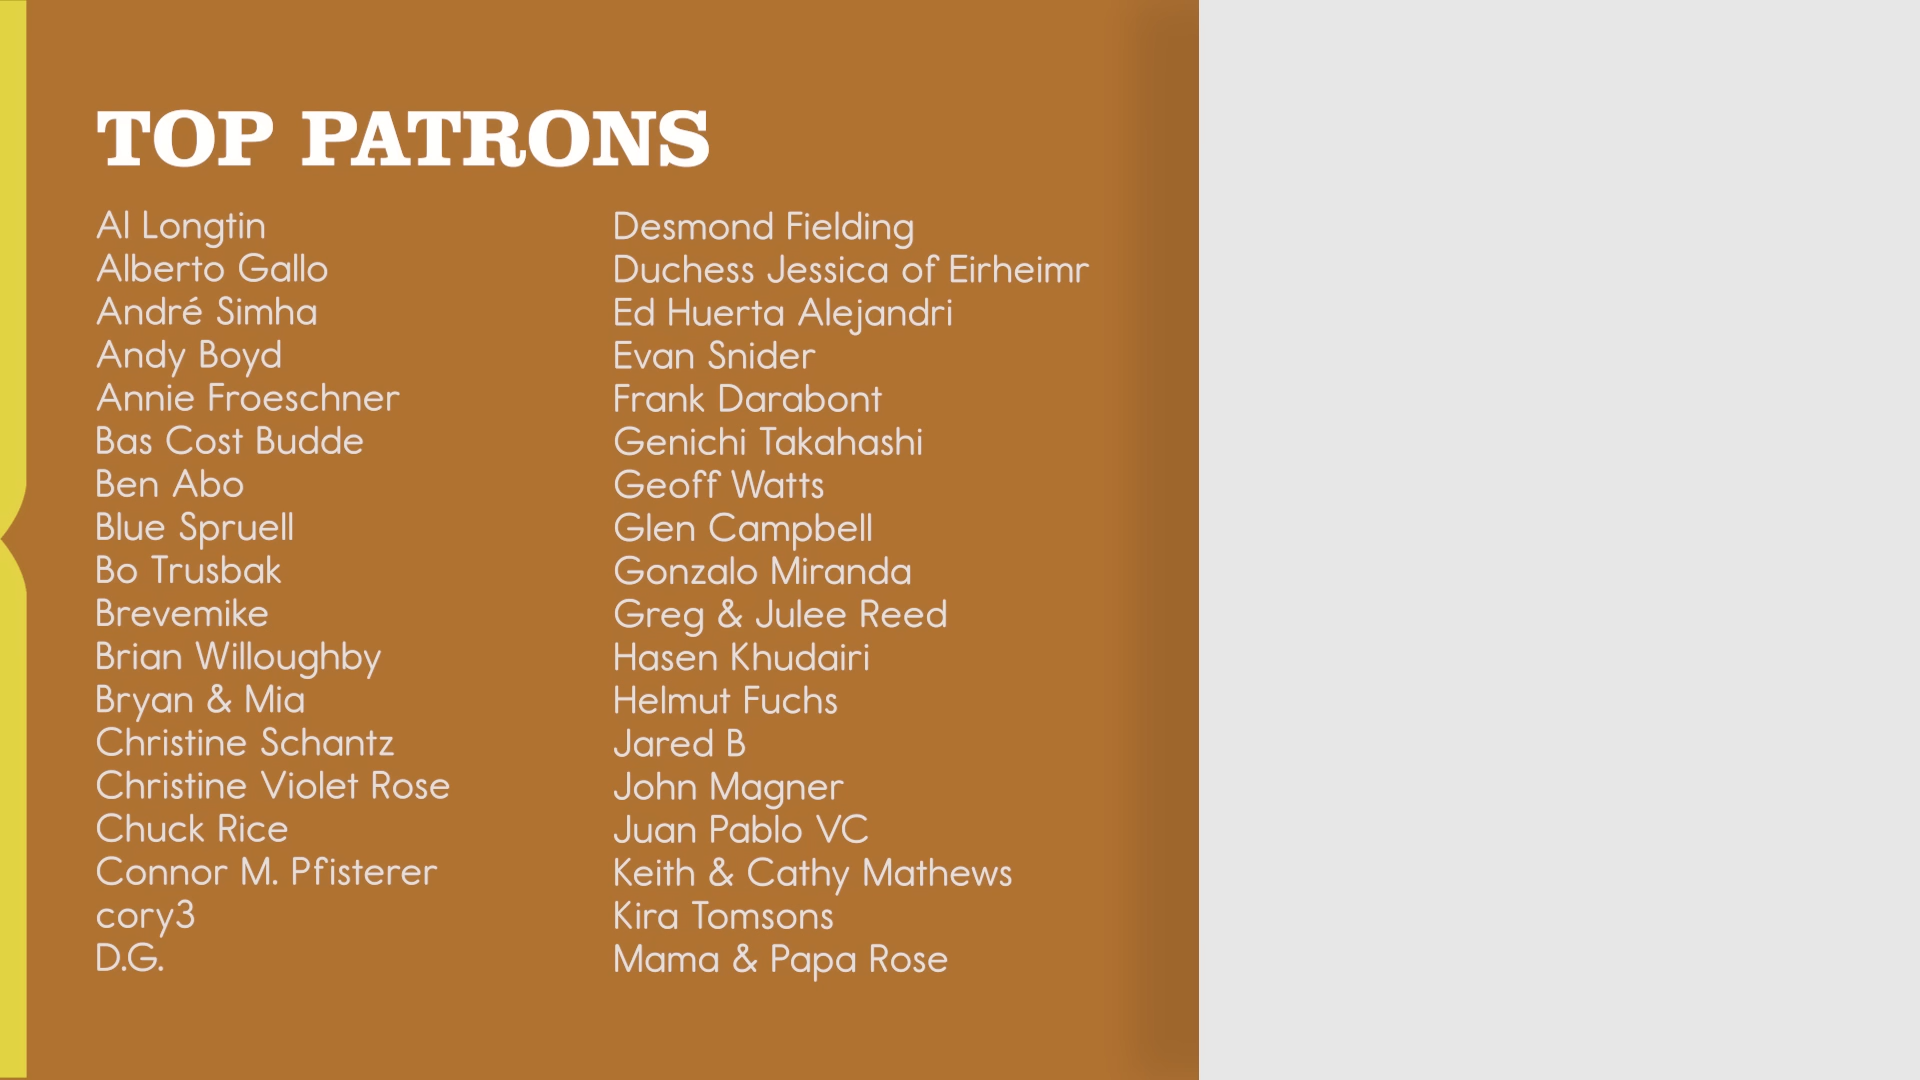 TOP PATRONS
Al Longtin
Alberto Gallo
André Simha
Andy Boyd
Annie Froeschner
Bas Cost Budde
Ben Abo
Blue Spruell
Bo Trusbak
Brevemike
Brian Willoughby
Bryan & Mia
Christine Schantz
Christine Violet Rose
Chuck Rice
Connor M. Pfisterer
cory3
D.G.
Desmond Fielding
Duchess Jessica of Eirheimr
Ed Huerta Alejandri
Evan Snider
Frank Darabont
Genichi Takahashi
Geoff Watts
Glen Campbell
Gonzalo Miranda
Greg & Julee Reed
Hasen Khudairi
Helmut Fuchs
Jared B
John Magner
Juan Pablo VC
Keith & Cathy Mathews
Kira Tomsons
Mama & Papa Rose